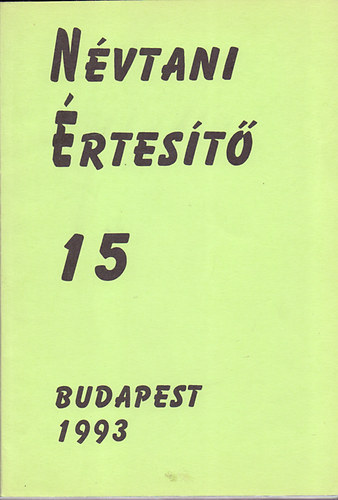 NÉVTANI
ÉRTESÍTŐ
15
BUDAPEST
1993